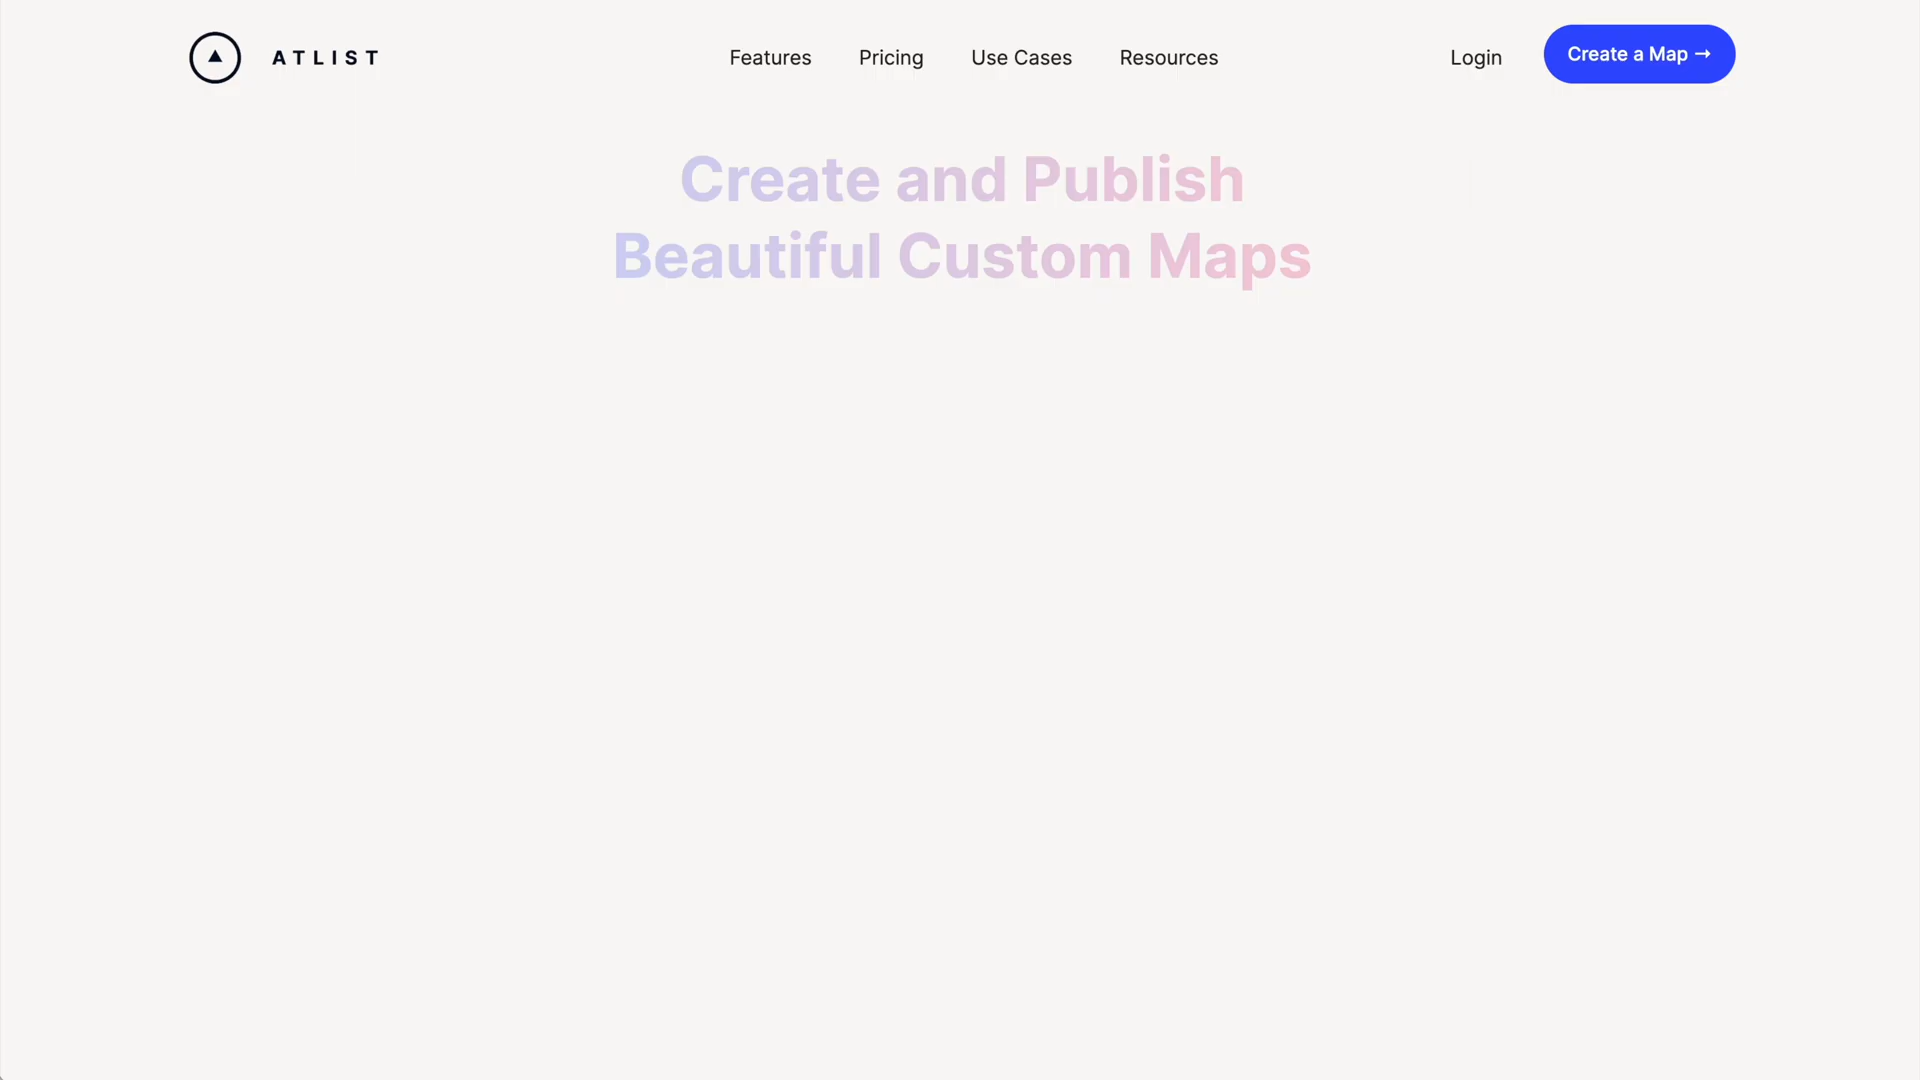 ATLIST
Features
Pricing
Use Cases
Resources
Login
Create a Map →
Create and Publish
Beautiful Custom Maps